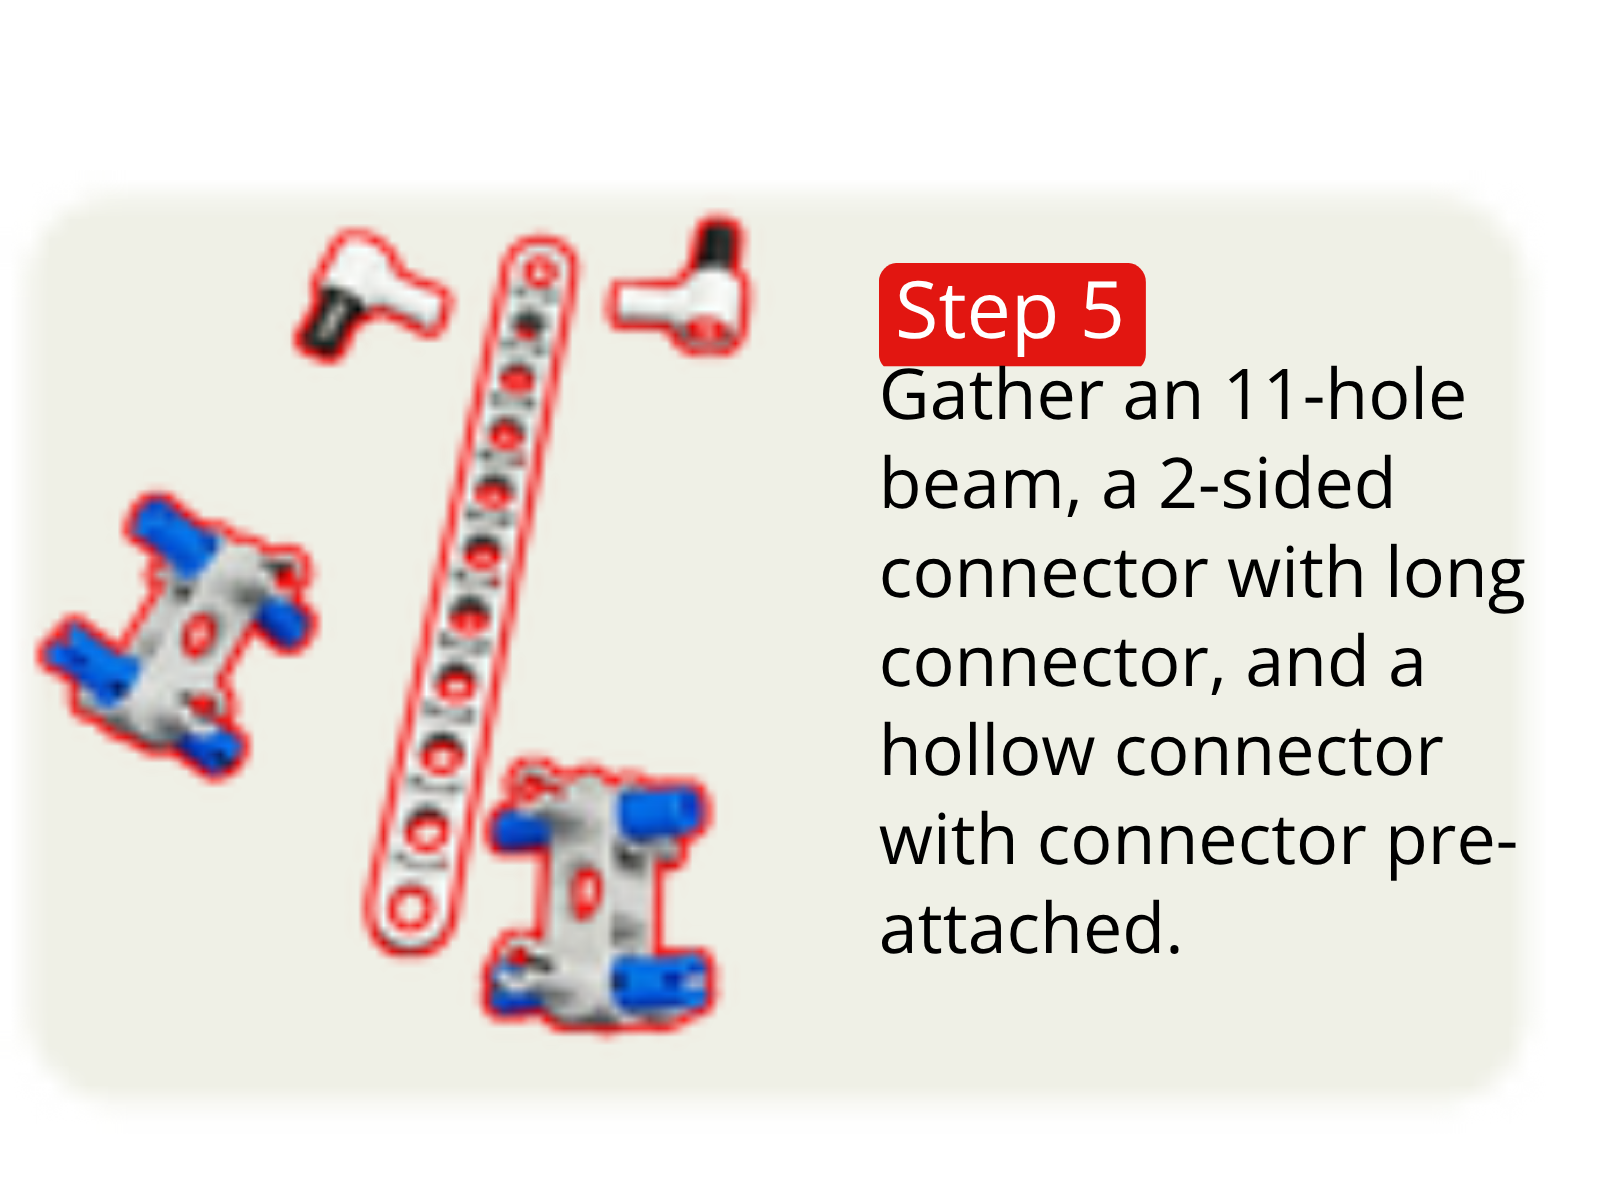 Step 5
Gather an 11-hole
beam, a 2-sided
connector with long
connector, and a
hollow connector
with connector pre-
attached.